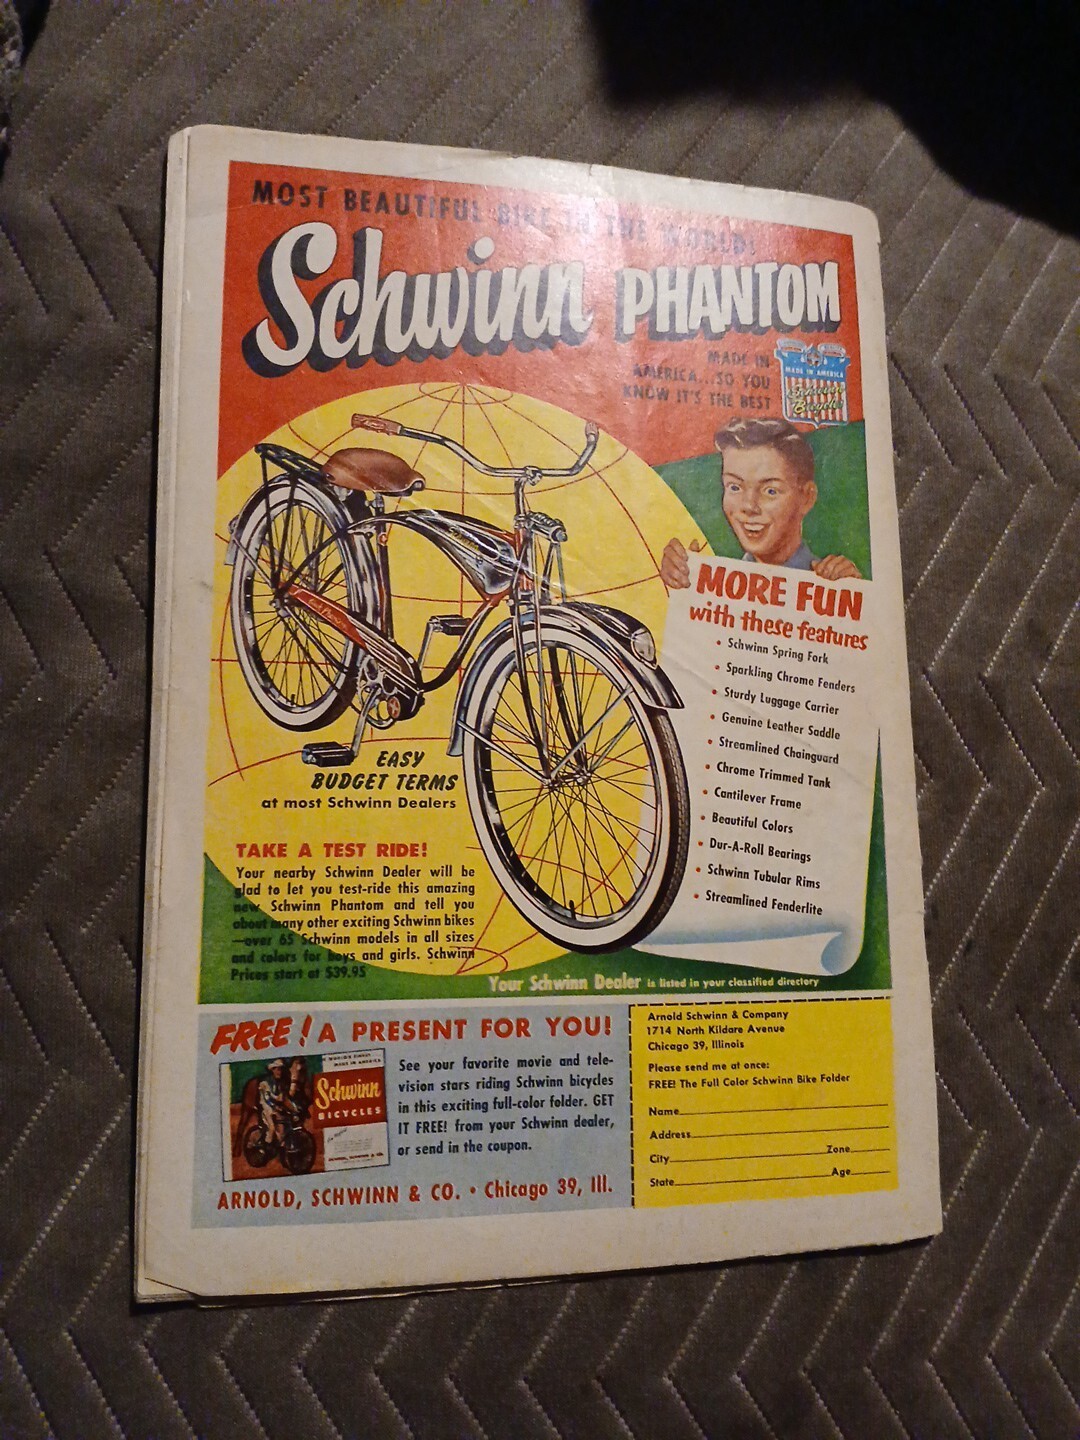 MOST BEAUTIFUL BIKE IN THE WORLD!
Schwinn PHANTOM
MADE IN
AMERICA...SO YOU
KNOW IT'S THE BEST
MADE IN AMERICA
Schwinn
Bicycles
MORE FUN
with these features
• Schwinn Spring Fork
• Sparkling Chrome Fenders
• Sturdy Luggage Carrier
• Genuine Leather Saddle
• Streamlined Chainguard
• Chrome Trimmed Tank
• Cantilever Frame
• Beautiful Colors
• Dur-A-Roll Bearings
• Schwinn Tubular Rims
• Streamlined Fenderlite
EASY
BUDGET TERMS
at most Schwinn Dealers
TAKE A TEST RIDE!
Your nearby Schwinn Dealer will be
glad to let you test-ride this amazing
new Schwinn Phantom and tell you
about many other exciting Schwinn bikes
—over 65 Schwinn models in all sizes
and colors for boys and girls. Schwinn
Prices start at $39.95
Your Schwinn Dealer is listed in your classified directory
FREE! A PRESENT FOR YOU!
MADE IN AMERICA
Schwinn
BICYCLES
See your favorite movie and tele-
vision stars riding Schwinn bicycles
in this exciting full-color folder. GET
IT FREE! from your Schwinn dealer,
or send in the coupon.
ARNOLD, SCHWINN & CO. • Chicago 39, Ill.
Arnold Schwinn & Company
1714 North Kildare Avenue
Chicago 39, Illinois
Please send me at once:
FREE! The Full Color Schwinn Bike Folder
Name
Address
City Zone
State Age